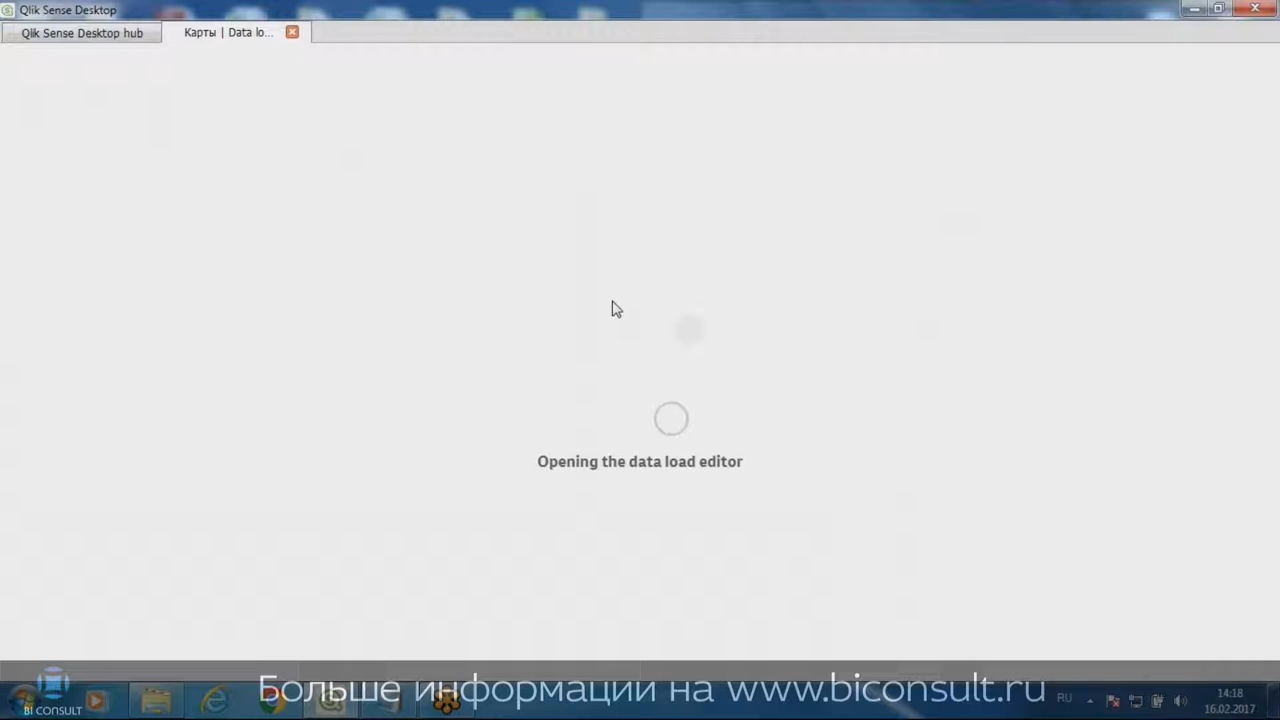 Qlik Sense Desktop
Qlik Sense Desktop hub
Карты | Data lo...
Opening the data load editor
Больше информации на www.biconsult.ru
BI CONSULT
RU
14:18
16.02.2017